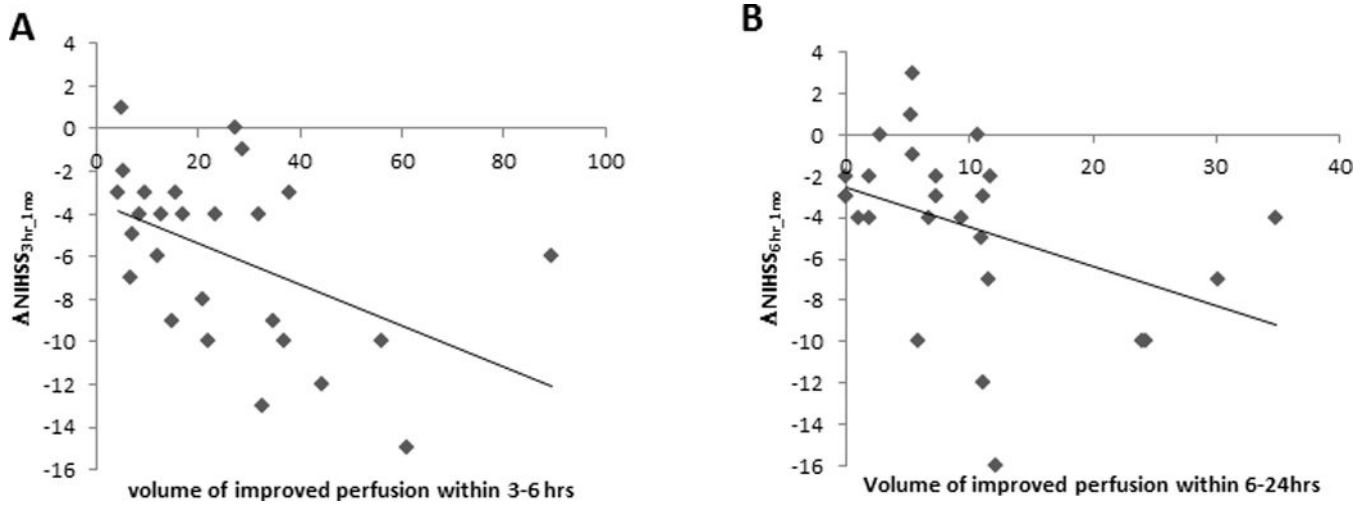 A
4
2
0
-2
-4
-6
-8
-10
-12
-14
-16
0 20 40 60 80 100
ΔNIHSS3hr_1mo
volume of improved perfusion within 3-6 hrs
B
4
2
0
-2
-4
-6
-8
-10
-12
-14
-16
0 10 20 30 40
ΔNIHSS6hr_1mo
Volume of improved perfusion within 6-24hrs